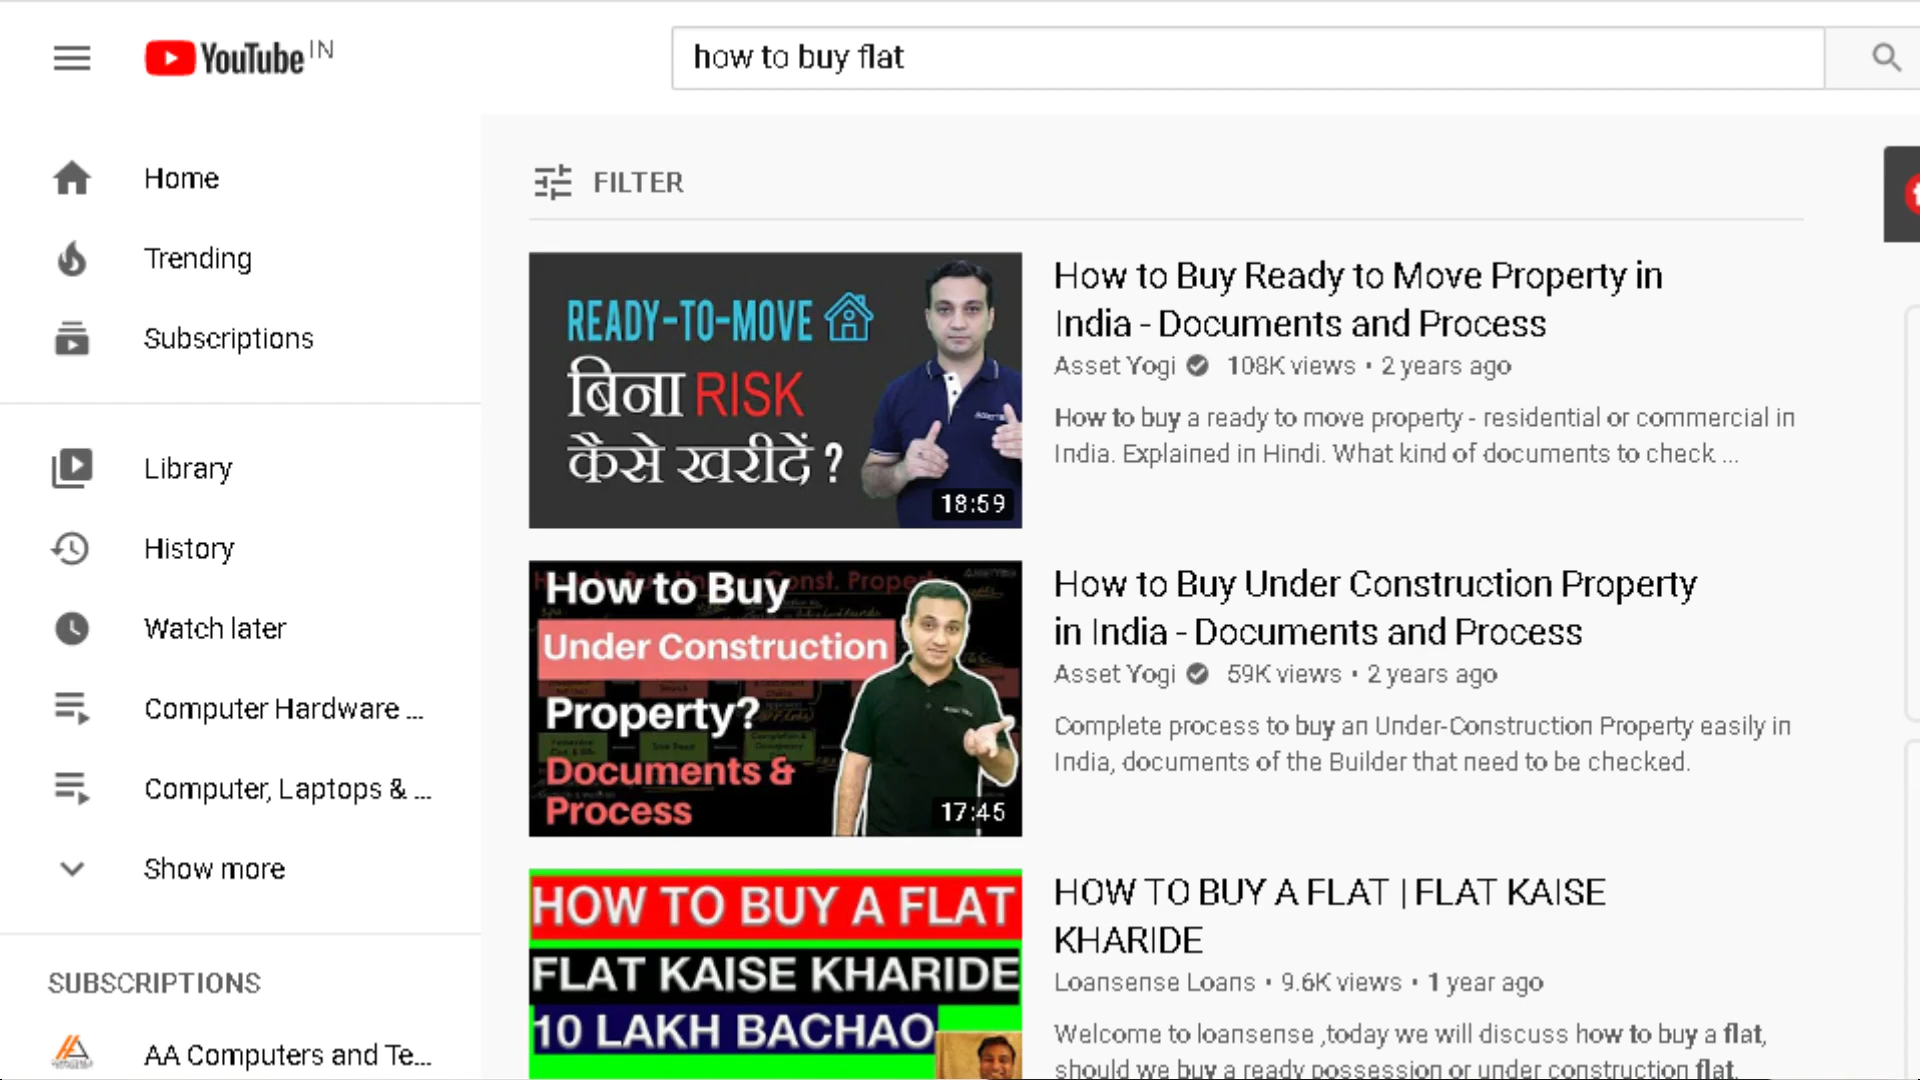 YouTube IN
how to buy flat
Home
Trending
Subscriptions
Library
History
Watch later
Computer Hardware ...
Computer, Laptops & ...
Show more
SUBSCRIPTIONS
AA Computers and Te...
FILTER
READY-TO-MOVE
बिना RISK
कैसे खरीदें ?
18:59
How to Buy Ready to Move Property in
India - Documents and Process
Asset Yogi 108K views • 2 years ago
How to buy a ready to move property - residential or commercial in
India. Explained in Hindi. What kind of documents to check ...
How to Buy
Under Construction
Property?
Documents &
Process
17:45
How to Buy Under Construction Property
in India - Documents and Process
Asset Yogi 59K views • 2 years ago
Complete process to buy an Under-Construction Property easily in
India, documents of the Builder that need to be checked.
HOW TO BUY A FLAT
FLAT KAISE KHARIDE
10 LAKH BACHAO
HOW TO BUY A FLAT | FLAT KAISE
KHARIDE
Loansense Loans • 9.6K views • 1 year ago
Welcome to loansense ,today we will discuss how to buy a flat,
should we buy a ready possession or under construction flat.